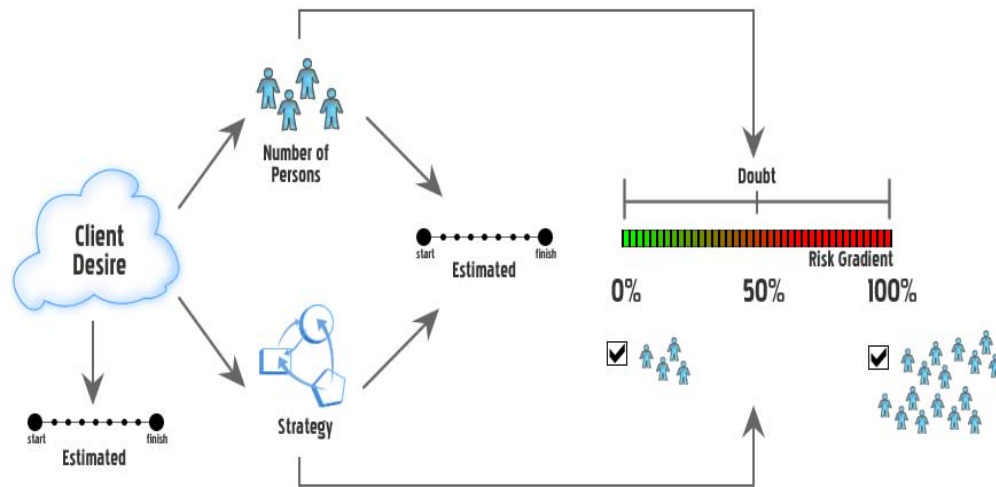 Number of
Persons
Client
Desire
start
finish
Estimated
Strategy
start
finish
Estimated
Doubt
Risk Gradient
0%
50%
100%